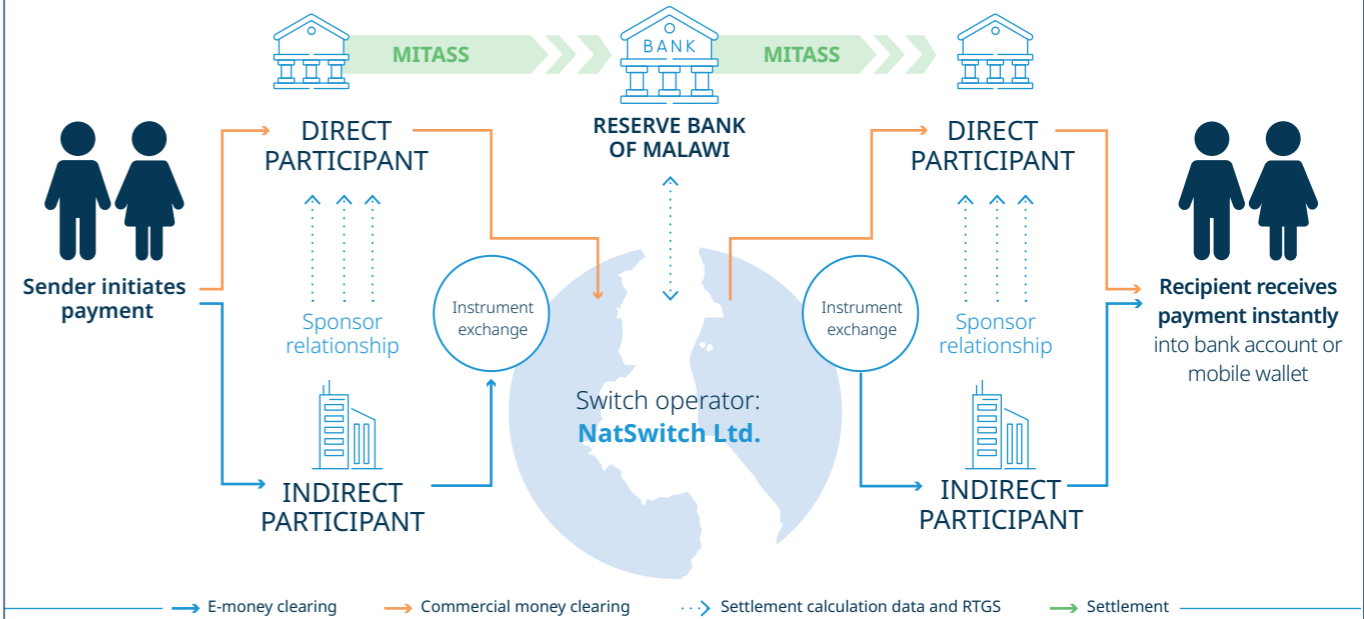 MITASS
BANK
MITASS
RESERVE BANK
OF MALAWI
DIRECT
PARTICIPANT
DIRECT
PARTICIPANT
Sender initiates
payment
Sponsor
relationship
Instrument
exchange
Instrument
exchange
Sponsor
relationship
Recipient receives
payment instantly
into bank account or
mobile wallet
Switch operator:
NatSwitch Ltd.
INDIRECT
PARTICIPANT
INDIRECT
PARTICIPANT
E-money clearing
Commercial money clearing
Settlement calculation data and RTGS
Settlement